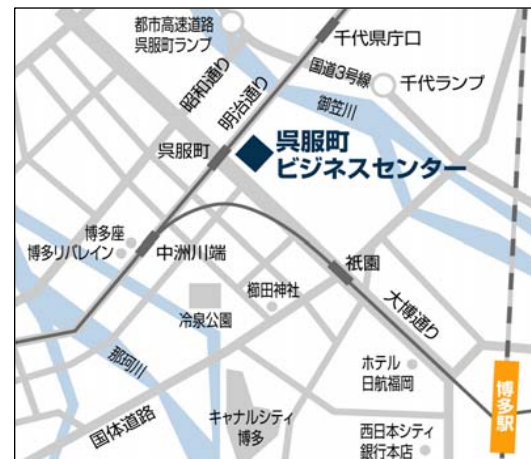 都市高速道路
呉服町ランプ
千代県庁口
昭和通り
明治通り
国道3号線
千代ランプ
御笠川
呉服町
呉服町
ビジネスセンター
博多座
博多リバレイン
中洲川端
祇園
櫛田神社
冷泉公園
大博通り
那珂川
ホテル
日航福岡
博多駅
国体道路
キャナルシティ
博多
西日本シティ
銀行本店